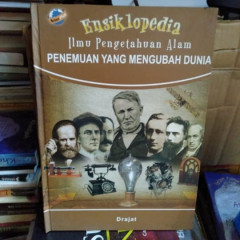 Ensiklopedia
Ilmu Pengetahuan Alam
PENEMUAN YANG MENGUBAH DUNIA
Drajat